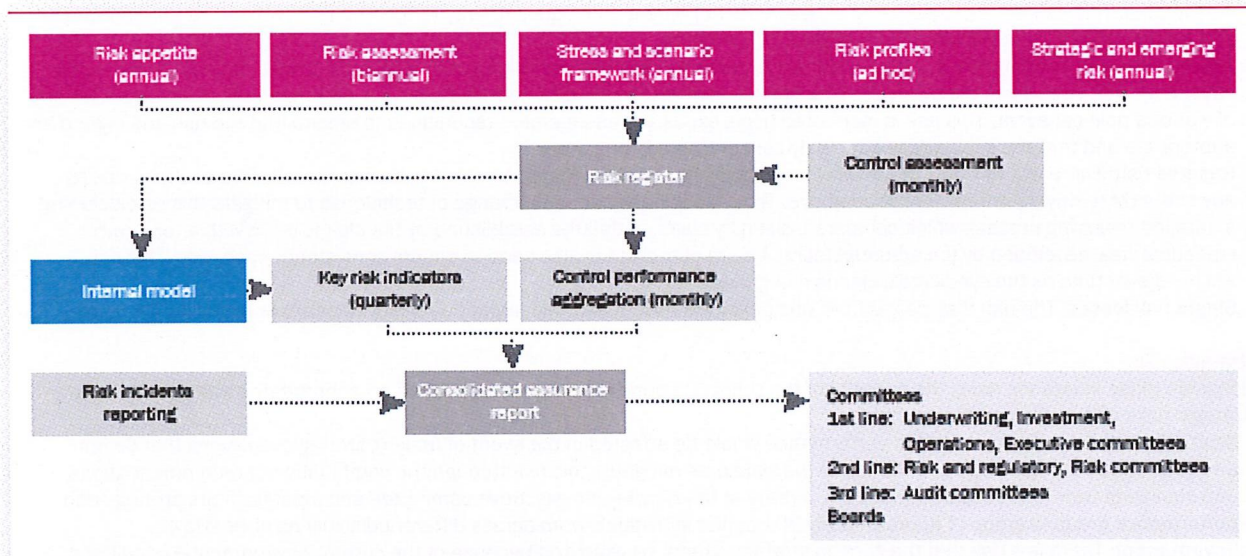 Risk appetite
(annual)
Risk assessment
(biannual)
Stress and scenario
framework (annual)
Risk profiles
(ad hoc)
Strategic and emerging
risk (annual)
Risk register
Control assessment
(monthly)
Internal model
Key risk indicators
(quarterly)
Control performance
aggregation (monthly)
Risk incidents
reporting
Consolidated assurance
report
Committees
1st line: Underwriting, Investment,
Operations, Executive committees
2nd line: Risk and regulatory, Risk committees
3rd line: Audit committees
Boards